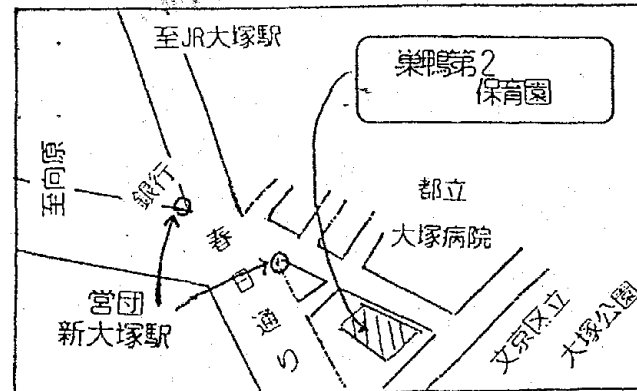 至JR大塚駅
巣鴨第2
保育園
至向原
銀行
都立
大塚病院
春日通り
営団
新大塚駅
文京区立
大塚公園